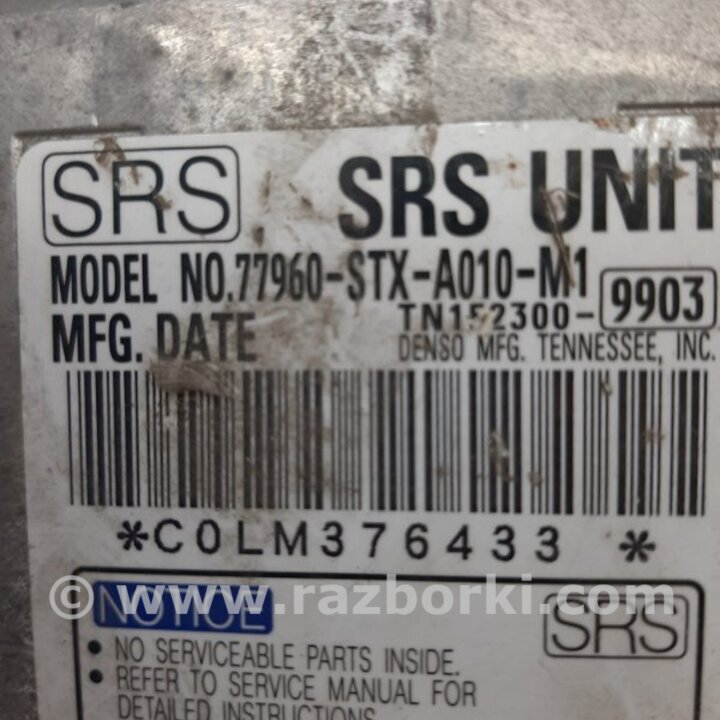 SRS SRS UNIT
MODEL NO.77960-STX-A010-M1
TN152300-9903
MFG. DATE DENSO MFG. TENNESSEE, INC.
*C0LM376433 *
© www.razborki.com
NOTICE SRS
• NO SERVICEABLE PARTS INSIDE.
• REFER TO SERVICE MANUAL FOR
DETAILED INSTRUCTIONS